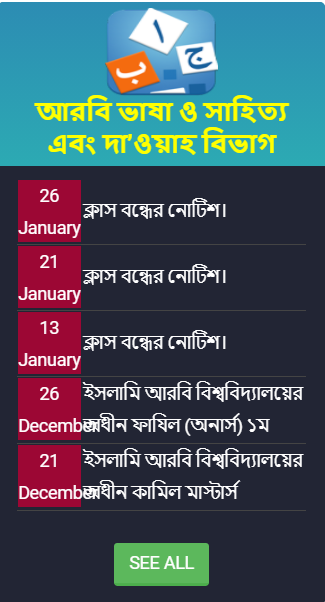 ا
ب
ج
আরবি ভাষা ও সাহিত্য
এবং দা'ওয়াহ বিভাগ
26
January
ক্লাস বন্ধের নোটিশ।
21
January
ক্লাস বন্ধের নোটিশ।
13
January
ক্লাস বন্ধের নোটিশ।
26
December
ইসলামি আরবি বিশ্ববিদ্যালয়ের
অধীন ফাযিল (অনার্স) ১ম
21
December
ইসলামি আরবি বিশ্ববিদ্যালয়ের
অধীন কামিল মাস্টার্স
SEE ALL